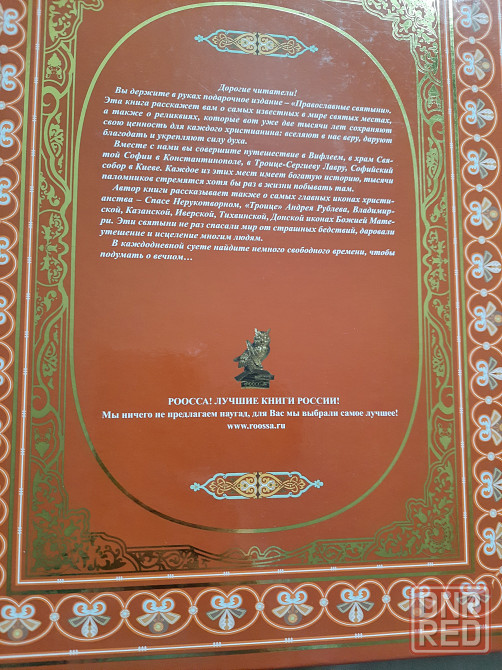 Дорогие читатели!
Вы держите в руках подарочное издание – «Православные святыни».
Эта книга расскажет вам о самых известных в мире святых местах,
а также о реликвиях, которые вот уже две тысячи лет сохраняют
свою ценность для каждого христианина: вселяют в нас веру, даруют
благодать и укрепляют силу духа.
Вместе с нами вы совершите путешествие в Вифлеем, в храм Свя-
той Софии в Константинополе, в Троице-Сергиеву Лавру, Софийский
собор в Киеве. Каждое из этих мест имеет богатую историю, тысячи
паломников стремятся хотя бы раз в жизни побывать там.
Автор книги рассказывает также о самых главных иконах христи-
анства – Спасе Нерукотворном, «Троице» Андрея Рублева, Владимир-
ской, Казанской, Иверской, Тихвинской, Донской иконах Божией Мате-
ри. Эти святыни не раз спасали мир от страшных бедствий, даровали
утешение и исцеление многим людям.
В каждодневной суете найдите немного свободного времени, чтобы
подумать о вечном…
РООССА! ЛУЧШИЕ КНИГИ РОССИИ!
Мы ничего не предлагаем наугад, для Вас мы выбрали самое лучшее!
www.roossa.ru
RED